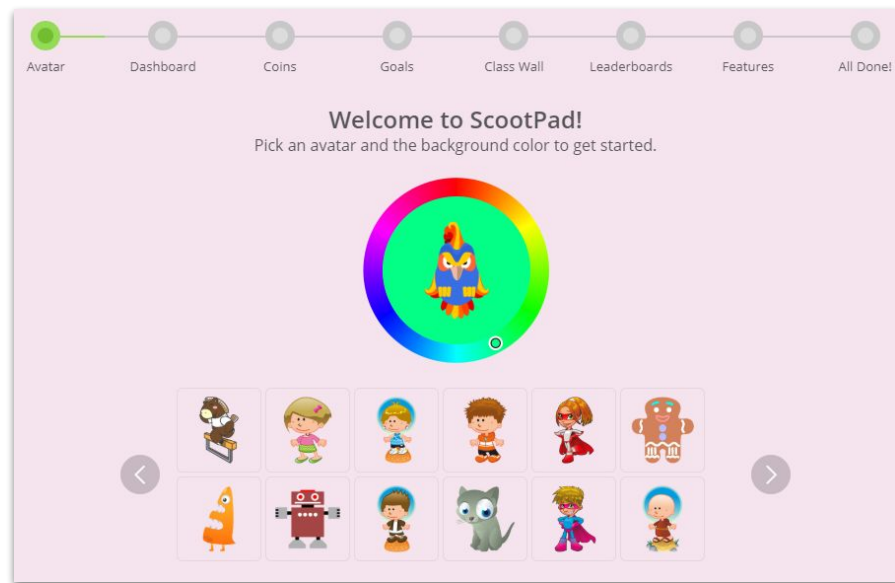 Avatar Dashboard Coins Goals Class Wall Leaderboards Features All Done!
Welcome to ScootPad!
Pick an avatar and the background color to get started.